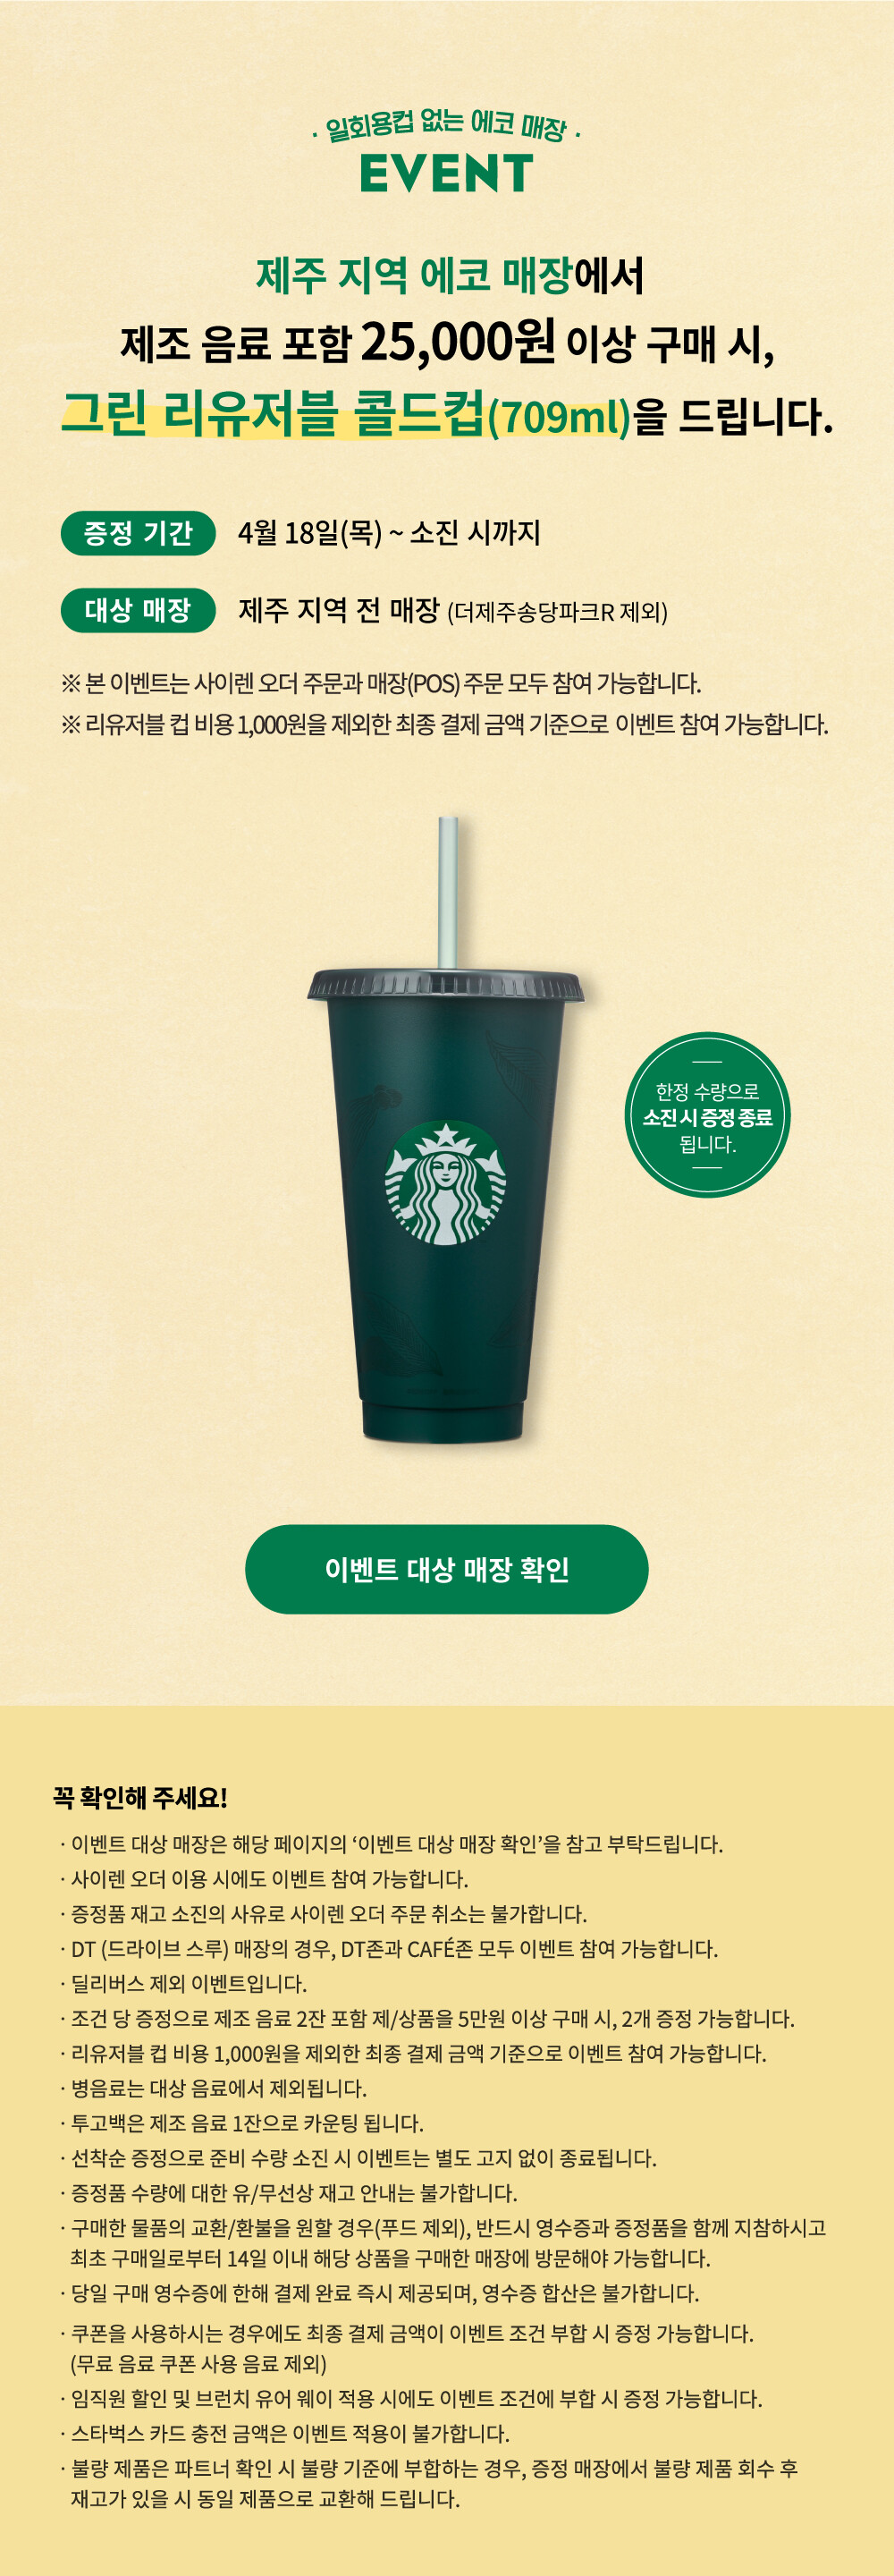 · 일회용컵 없는 에코 매장 ·
EVENT
제주 지역 에코 매장에서
제조 음료 포함 25,000원 이상 구매 시,
그린 리유저블 콜드컵(709ml)을 드립니다.
증정 기간 4월 18일(목) ~ 소진 시까지
대상 매장 제주 지역 전 매장 (더제주송당파크R 제외)
※ 본 이벤트는 사이렌 오더 주문과 매장(POS) 주문 모두 참여 가능합니다.
※ 리유저블 컵 비용 1,000원을 제외한 최종 결제 금액 기준으로 이벤트 참여 가능합니다.
한정 수량으로
소진 시 증정 종료
됩니다.
이벤트 대상 매장 확인
꼭 확인해 주세요!
· 이벤트 대상 매장은 해당 페이지의 ‘이벤트 대상 매장 확인’을 참고 부탁드립니다.
· 사이렌 오더 이용 시에도 이벤트 참여 가능합니다.
· 증정품 재고 소진의 사유로 사이렌 오더 주문 취소는 불가합니다.
· DT (드라이브 스루) 매장의 경우, DT존과 CAFÉ존 모두 이벤트 참여 가능합니다.
· 딜리버스 제외 이벤트입니다.
· 조건 당 증정으로 제조 음료 2잔 포함 제/상품을 5만원 이상 구매 시, 2개 증정 가능합니다.
· 리유저블 컵 비용 1,000원을 제외한 최종 결제 금액 기준으로 이벤트 참여 가능합니다.
· 병음료는 대상 음료에서 제외됩니다.
· 투고백은 제조 음료 1잔으로 카운팅 됩니다.
· 선착순 증정으로 준비 수량 소진 시 이벤트는 별도 고지 없이 종료됩니다.
· 증정품 수량에 대한 유/무선상 재고 안내는 불가합니다.
· 구매한 물품의 교환/환불을 원할 경우(푸드 제외), 반드시 영수증과 증정품을 함께 지참하시고
최초 구매일로부터 14일 이내 해당 상품을 구매한 매장에 방문해야 가능합니다.
· 당일 구매 영수증에 한해 결제 완료 즉시 제공되며, 영수증 합산은 불가합니다.
· 쿠폰을 사용하시는 경우에도 최종 결제 금액이 이벤트 조건 부합 시 증정 가능합니다.
(무료 음료 쿠폰 사용 음료 제외)
· 임직원 할인 및 브런치 유어 웨이 적용 시에도 이벤트 조건에 부합 시 증정 가능합니다.
· 스타벅스 카드 충전 금액은 이벤트 적용이 불가합니다.
· 불량 제품은 파트너 확인 시 불량 기준에 부합하는 경우, 증정 매장에서 불량 제품 회수 후
재고가 있을 시 동일 제품으로 교환해 드립니다.